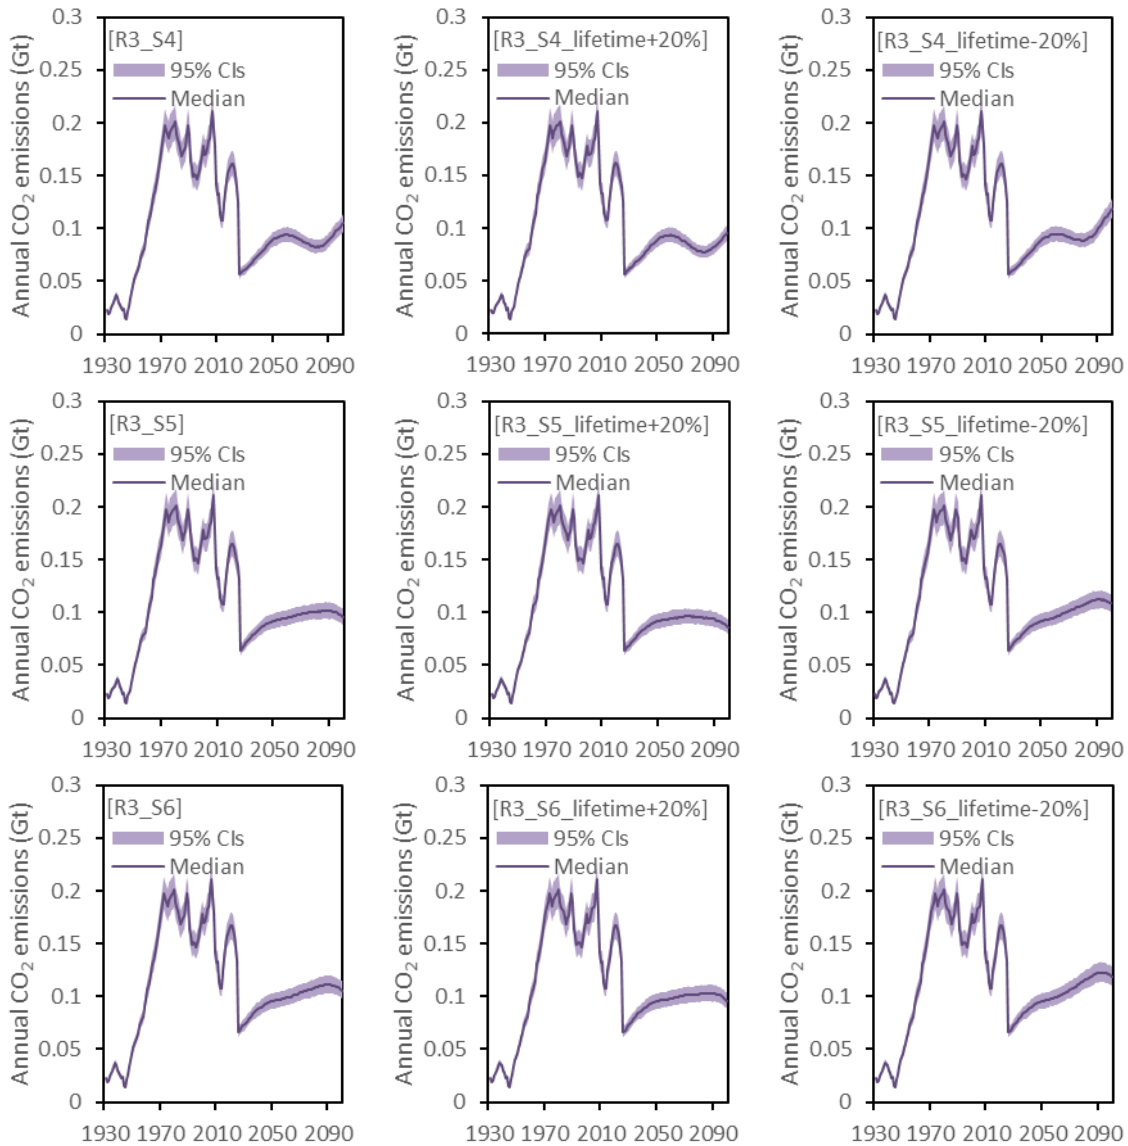 Annual CO₂ emissions (Gt)
0.3
0.25
0.2
0.15
0.1
0.05
0
[R3_S4]
95% CIs
Median
1930 1970 2010 2050 2090
Annual CO₂ emissions (Gt)
0.3
0.25
0.2
0.15
0.1
0.05
0
[R3_S4_lifetime+20%]
95% CIs
Median
1930 1970 2010 2050 2090
Annual CO₂ emissions (Gt)
0.3
0.25
0.2
0.15
0.1
0.05
0
[R3_S4_lifetime-20%]
95% CIs
Median
1930 1970 2010 2050 2090
Annual CO₂ emissions (Gt)
0.3
0.25
0.2
0.15
0.1
0.05
0
[R3_S5]
95% CIs
Median
1930 1970 2010 2050 2090
Annual CO₂ emissions (Gt)
0.3
0.25
0.2
0.15
0.1
0.05
0
[R3_S5_lifetime+20%]
95% CIs
Median
1930 1970 2010 2050 2090
Annual CO₂ emissions (Gt)
0.3
0.25
0.2
0.15
0.1
0.05
0
[R3_S5_lifetime-20%]
95% CIs
Median
1930 1970 2010 2050 2090
Annual CO₂ emissions (Gt)
0.3
0.25
0.2
0.15
0.1
0.05
0
[R3_S6]
95% CIs
Median
1930 1970 2010 2050 2090
Annual CO₂ emissions (Gt)
0.3
0.25
0.2
0.15
0.1
0.05
0
[R3_S6_lifetime+20%]
95% CIs
Median
1930 1970 2010 2050 2090
Annual CO₂ emissions (Gt)
0.3
0.25
0.2
0.15
0.1
0.05
0
[R3_S6_lifetime-20%]
95% CIs
Median
1930 1970 2010 2050 2090